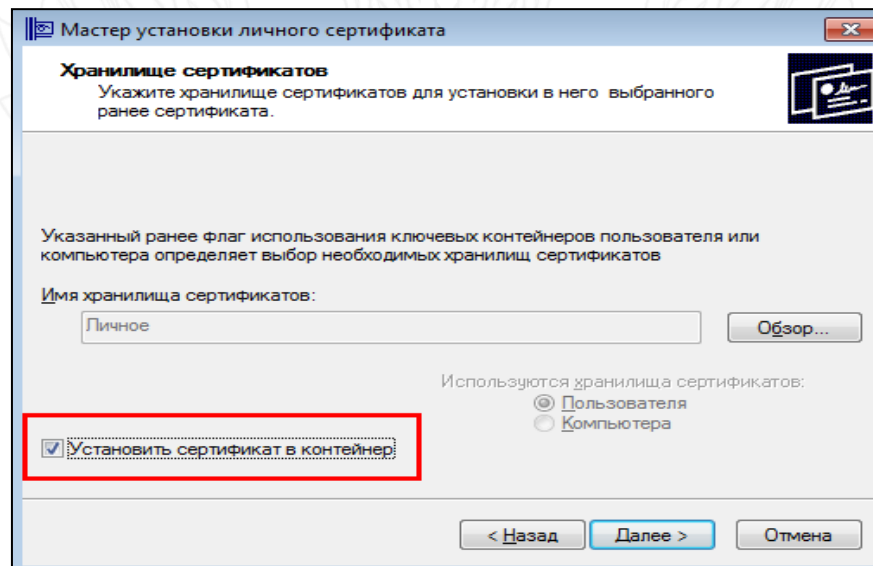 Мастер установки личного сертификата
Хранилище сертификатов
Укажите хранилище сертификатов для установки в него выбранного
ранее сертификата.
Указанный ранее флаг использования ключевых контейнеров пользователя или
компьютера определяет выбор необходимых хранилищ сертификатов
Имя хранилища сертификатов:
Личное
Обзор...
Используются хранилища сертификатов:
Пользователя
Компьютера
Установить сертификат в контейнер
< Назад
Далее >
Отмена